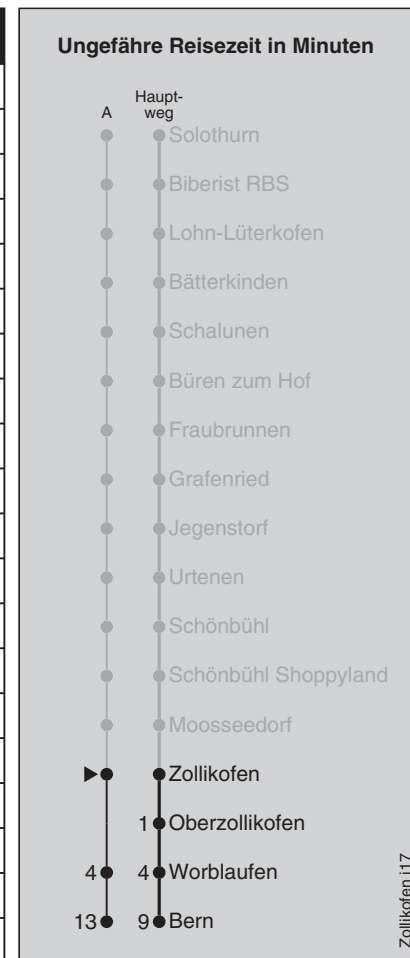 Ungefähre Reisezeit in Minuten
Haupt-
A weg
Solothurn
Biberist RBS
Lohn-Lüterkofen
Bätterkinden
Schalunen
Büren zum Hof
Fraubrunnen
Grafenried
Jegenstorf
Urtenen
Schönbühl
Schönbühl Shoppyland
Moosseedorf
Zollikofen
1 Oberzollikofen
4 4 Worblaufen
13 9 Bern
Zollikofen j17